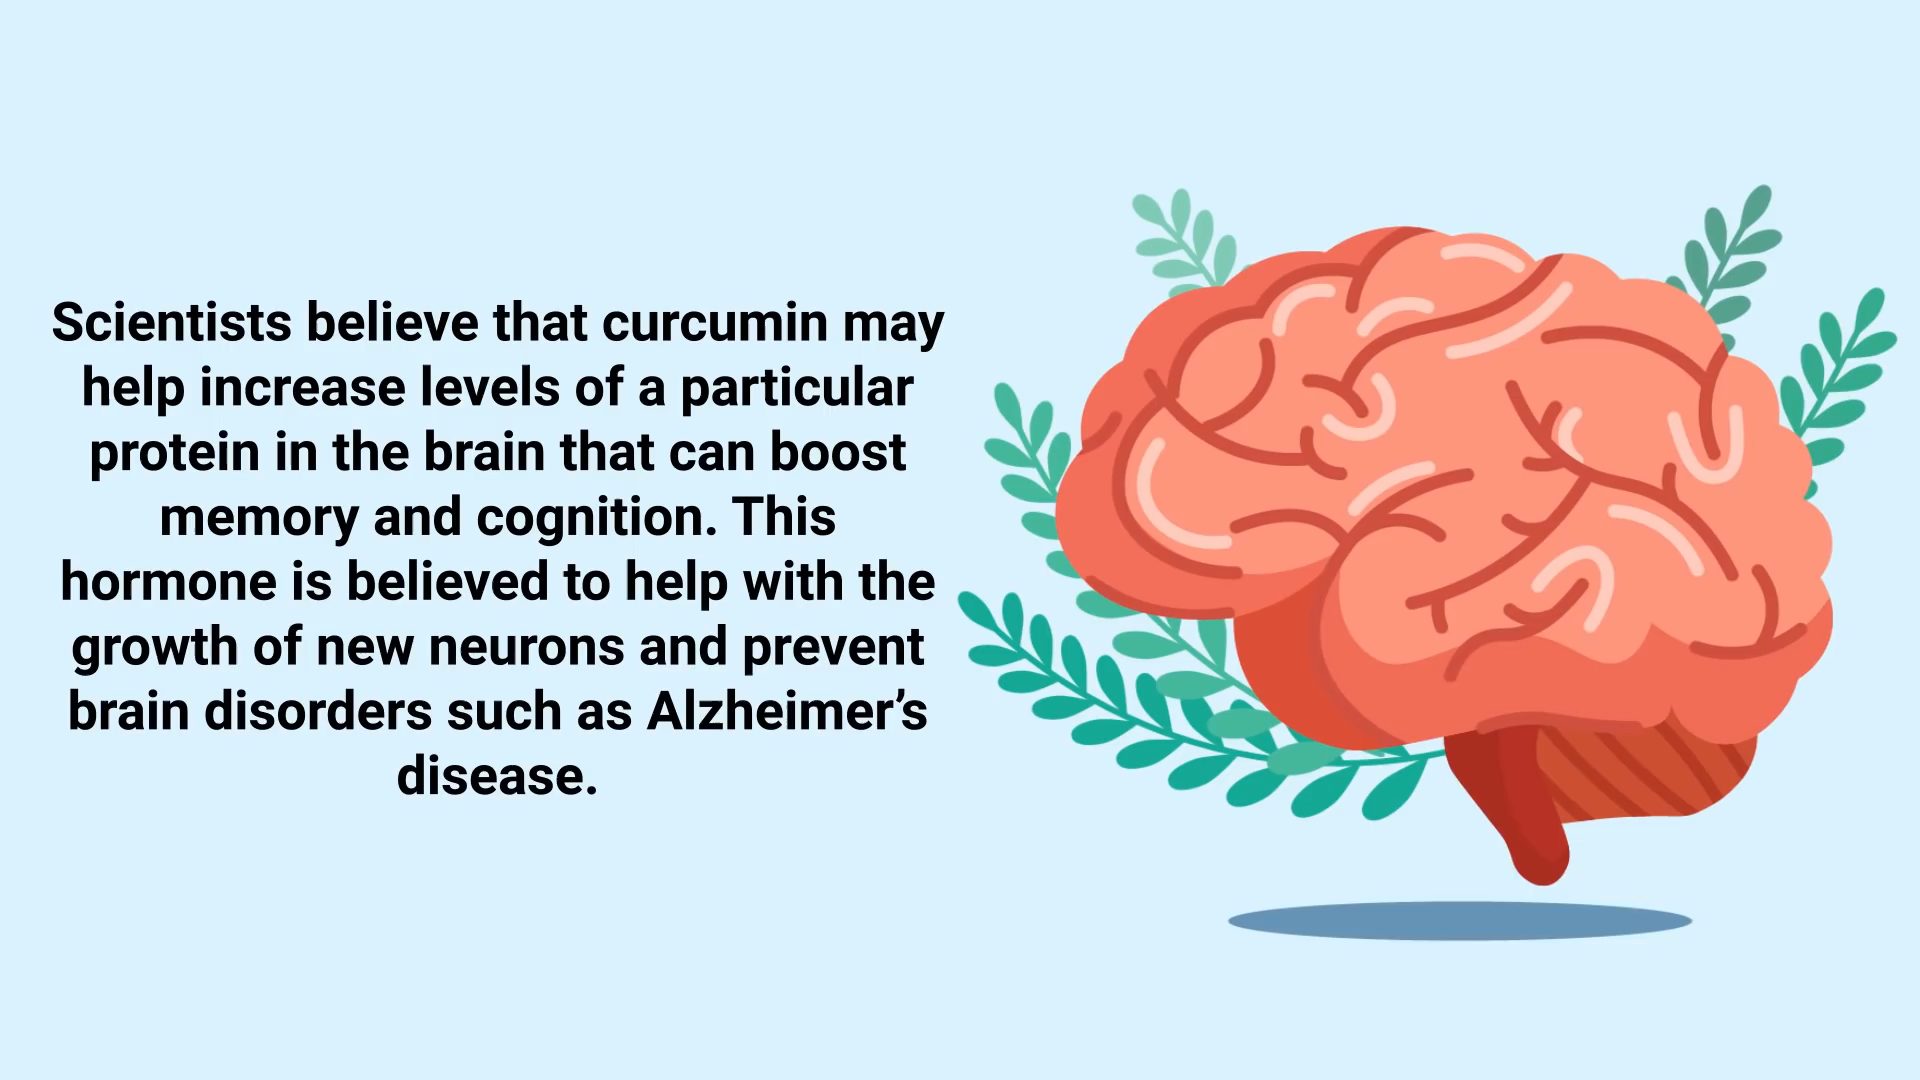 Scientists believe that curcumin may
help increase levels of a particular
protein in the brain that can boost
memory and cognition. This
hormone is believed to help with the
growth of new neurons and prevent
brain disorders such as Alzheimer’s
disease.